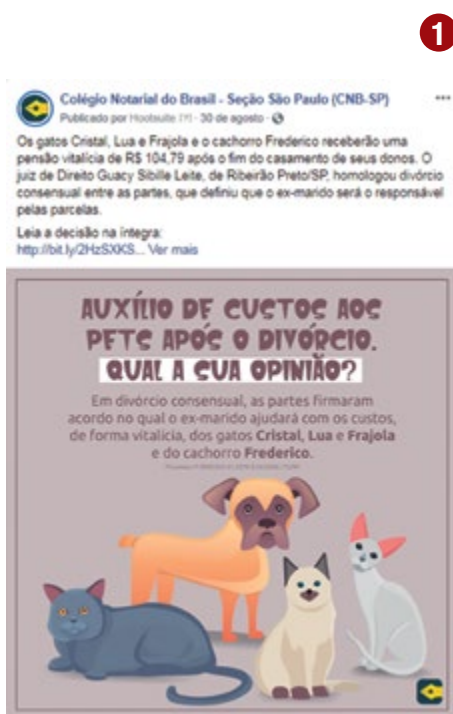 1
Colégio Notarial do Brasil - Seção São Paulo (CNB-SP)
Publicado por Hootsuite [?] · 30 de agosto ·
Os gatos Cristal, Lua e Frajola e o cachorro Frederico receberão uma
pensão vitalícia de R$ 104,79 após o fim do casamento de seus donos. O
juiz de Direito Guacy Sibille Leite, de Ribeirão Preto/SP, homologou divórcio
consensual entre as partes, que definiu que o ex-marido será o responsável
pelas parcelas.
Leia a decisão na íntegra:
http://bit.ly/2HzSXKS... Ver mais
AUXÍLIO DE CUSTOS AOS
PETS APÓS O DIVÓRCIO.
QUAL A SUA OPINIÃO?
Em divórcio consensual, as partes firmaram
acordo no qual o ex-marido ajudará com os custos,
de forma vitalícia, dos gatos Cristal, Lua e Frajola
e do cachorro Frederico.